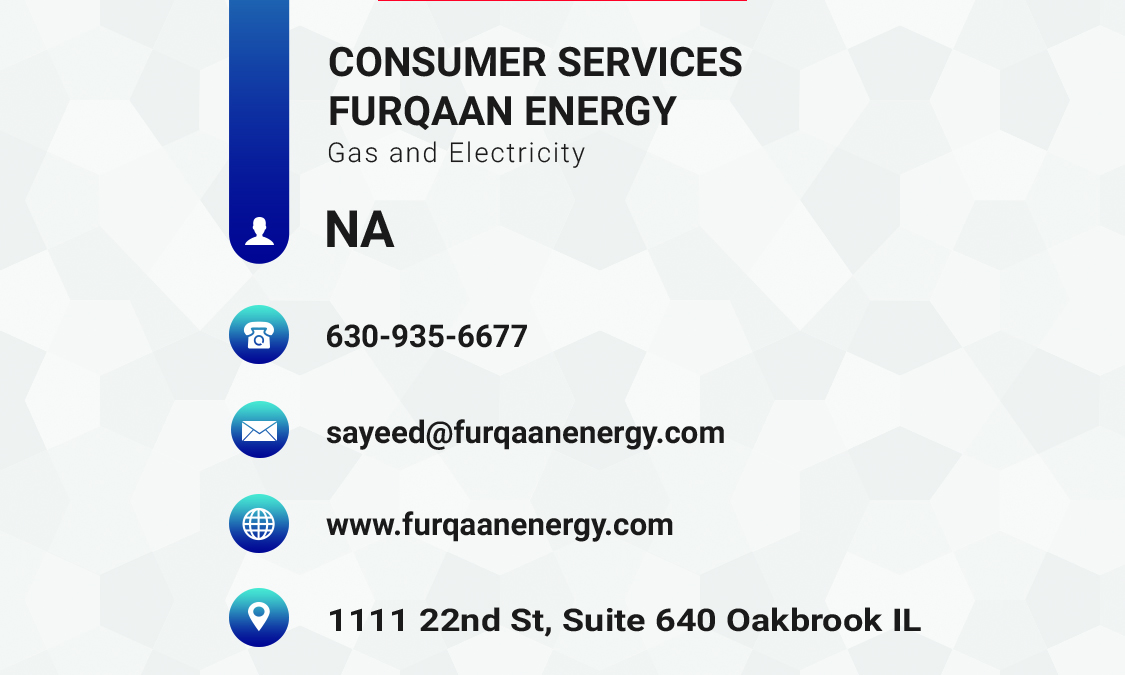 CONSUMER SERVICES
FURQAAN ENERGY
Gas and Electricity
NA
630-935-6677
sayeed@furqaanenergy.com
www.furqaanenergy.com
1111 22nd St, Suite 640 Oakbrook IL